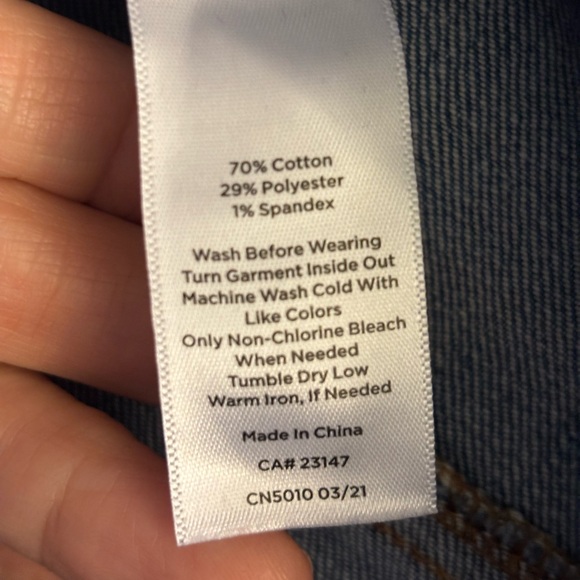 70% Cotton
29% Polyester
1% Spandex
Wash Before Wearing
Turn Garment Inside Out
Machine Wash Cold With
Like Colors
Only Non-Chlorine Bleach
When Needed
Tumble Dry Low
Warm Iron, If Needed
Made In China
CA# 23147
CN5010 03/21